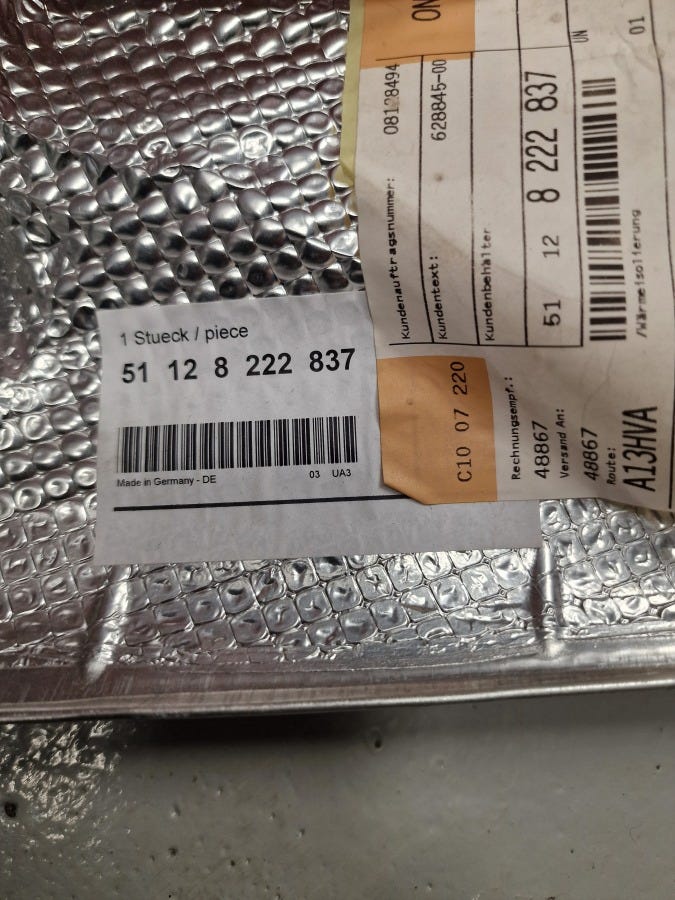 1 Stueck / piece
51 12 8 222 837
Made in Germany - DE 03 UA3
Kundenauftragsnummer: 08128494
Kundentext: 628845-00
Kundenbehälter
51 12 8 222 837
UN
01
/Wärmeisolierung
C10 07 220
Rechnungsempf.:
48867
Versand An:
48867
Route:
A13HVA